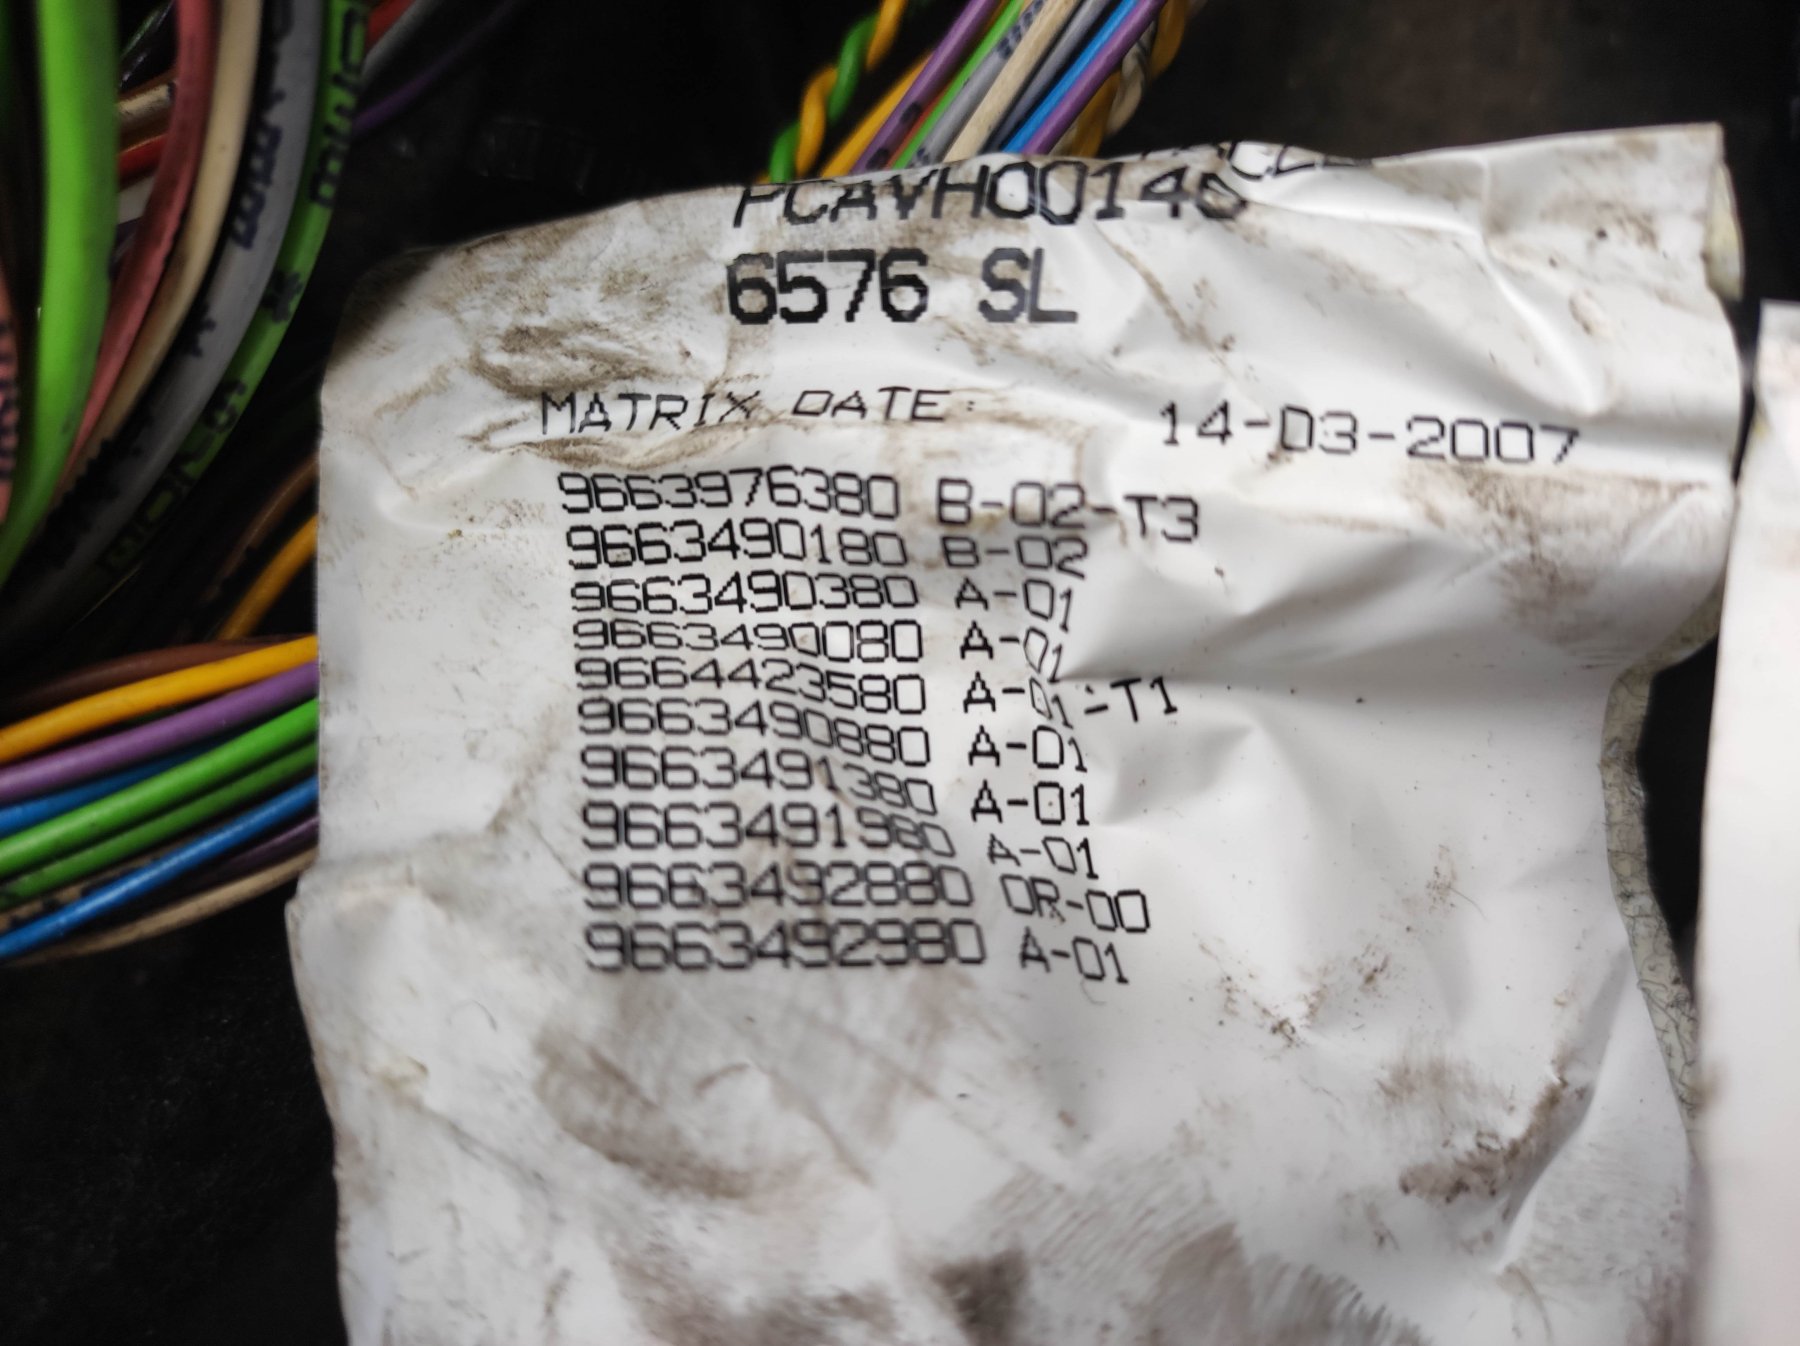 PCAVH00146
6576 SL
MATRIX DATE: 14-03-2007
9663976380 B-02-T3
9663490180 B-02
9663490380 A-01
9663490080 A-01
9664423580 A-01-T1
9663490880 A-01
9663491380 A-01
9663491980 A-01
9663492880 OR-00
9663492980 A-01